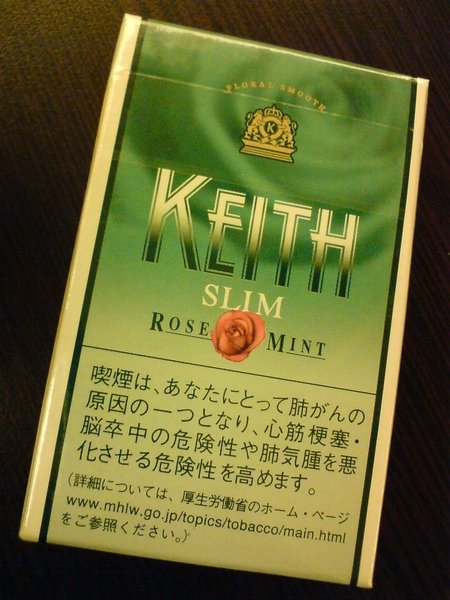 FLORAL SMOOTH
K
KEITH
SLIM
ROSE MINT
喫煙は、あなたにとって肺がんの
原因の一つとなり、心筋梗塞・
脳卒中の危険性や肺気腫を悪
化させる危険性を高めます。
(詳細については、厚生労働省のホーム・ページ
www.mhlw.go.jp/topics/tobacco/main.html
をご参照ください。)